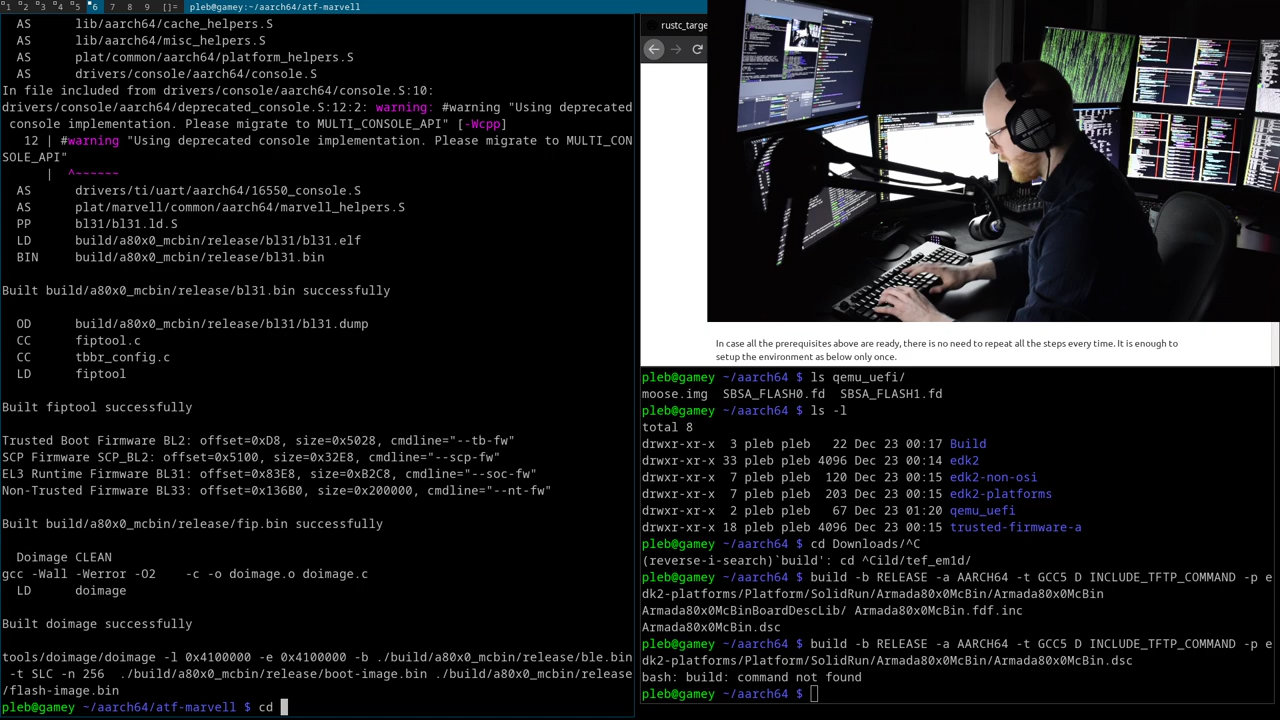 1 2 3 4 5 6 7 8 9 []= pleb@gamey:~/aarch64/atf-marvell
AS lib/aarch64/cache_helpers.S
AS lib/aarch64/misc_helpers.S
AS plat/common/aarch64/platform_helpers.S
AS drivers/console/aarch64/console.S
In file included from drivers/console/aarch64/console.S:10:
drivers/console/aarch64/deprecated_console.S:12:2: warning: #warning "Using deprecated
console implementation. Please migrate to MULTI_CONSOLE_API" [-Wcpp]
12 | #warning "Using deprecated console implementation. Please migrate to MULTI_CON
SOLE_API"
| ^~~~~~~
AS drivers/ti/uart/aarch64/16550_console.S
AS plat/marvell/common/aarch64/marvell_helpers.S
PP bl31/bl31.ld.S
LD build/a80x0_mcbin/release/bl31/bl31.elf
BIN build/a80x0_mcbin/release/bl31.bin
Built build/a80x0_mcbin/release/bl31.bin successfully
OD build/a80x0_mcbin/release/bl31/bl31.dump
CC fiptool.c
CC tbbr_config.c
LD fiptool
Built fiptool successfully
Trusted Boot Firmware BL2: offset=0xD8, size=0x5028, cmdline="--tb-fw"
SCP Firmware SCP_BL2: offset=0x5100, size=0x32E8, cmdline="--scp-fw"
EL3 Runtime Firmware BL31: offset=0x83E8, size=0xB2C8, cmdline="--soc-fw"
Non-Trusted Firmware BL33: offset=0x136B0, size=0x200000, cmdline="--nt-fw"
Built build/a80x0_mcbin/release/fip.bin successfully
Doimage CLEAN
gcc -Wall -Werror -O2 -c -o doimage.o doimage.c
LD doimage
Built doimage successfully
tools/doimage/doimage -l 0x4100000 -e 0x4100000 -b ./build/a80x0_mcbin/release/ble.bin
-t SLC -n 256 ./build/a80x0_mcbin/release/boot-image.bin ./build/a80x0_mcbin/release
/flash-image.bin
pleb@gamey ~/aarch64/atf-marvell $ cd
rustc_targe
In case all the prerequisites above are ready, there is no need to repeat all the steps every time. It is enough to
setup the environment as below only once.
pleb@gamey ~/aarch64 $ ls qemu_uefi/
moose.img SBSA_FLASH0.fd SBSA_FLASH1.fd
pleb@gamey ~/aarch64 $ ls -l
total 8
drwxr-xr-x 3 pleb pleb 22 Dec 23 00:17 Build
drwxr-xr-x 33 pleb pleb 4096 Dec 23 00:14 edk2
drwxr-xr-x 7 pleb pleb 120 Dec 23 00:15 edk2-non-osi
drwxr-xr-x 7 pleb pleb 203 Dec 23 00:15 edk2-platforms
drwxr-xr-x 2 pleb pleb 67 Dec 23 01:20 qemu_uefi
drwxr-xr-x 18 pleb pleb 4096 Dec 23 00:15 trusted-firmware-a
pleb@gamey ~/aarch64 $ cd Downloads/^C
(reverse-i-search)`build': cd ^Cild/tef_em1d/
pleb@gamey ~/aarch64 $ build -b RELEASE -a AARCH64 -t GCC5 D INCLUDE_TFTP_COMMAND -p e
dk2-platforms/Platform/SolidRun/Armada80x0McBin/Armada80x0McBin
Armada80x0McBinBoardDescLib/ Armada80x0McBin.fdf.inc
Armada80x0McBin.dsc
pleb@gamey ~/aarch64 $ build -b RELEASE -a AARCH64 -t GCC5 D INCLUDE_TFTP_COMMAND -p e
dk2-platforms/Platform/SolidRun/Armada80x0McBin/Armada80x0McBin.dsc
bash: build: command not found
pleb@gamey ~/aarch64 $